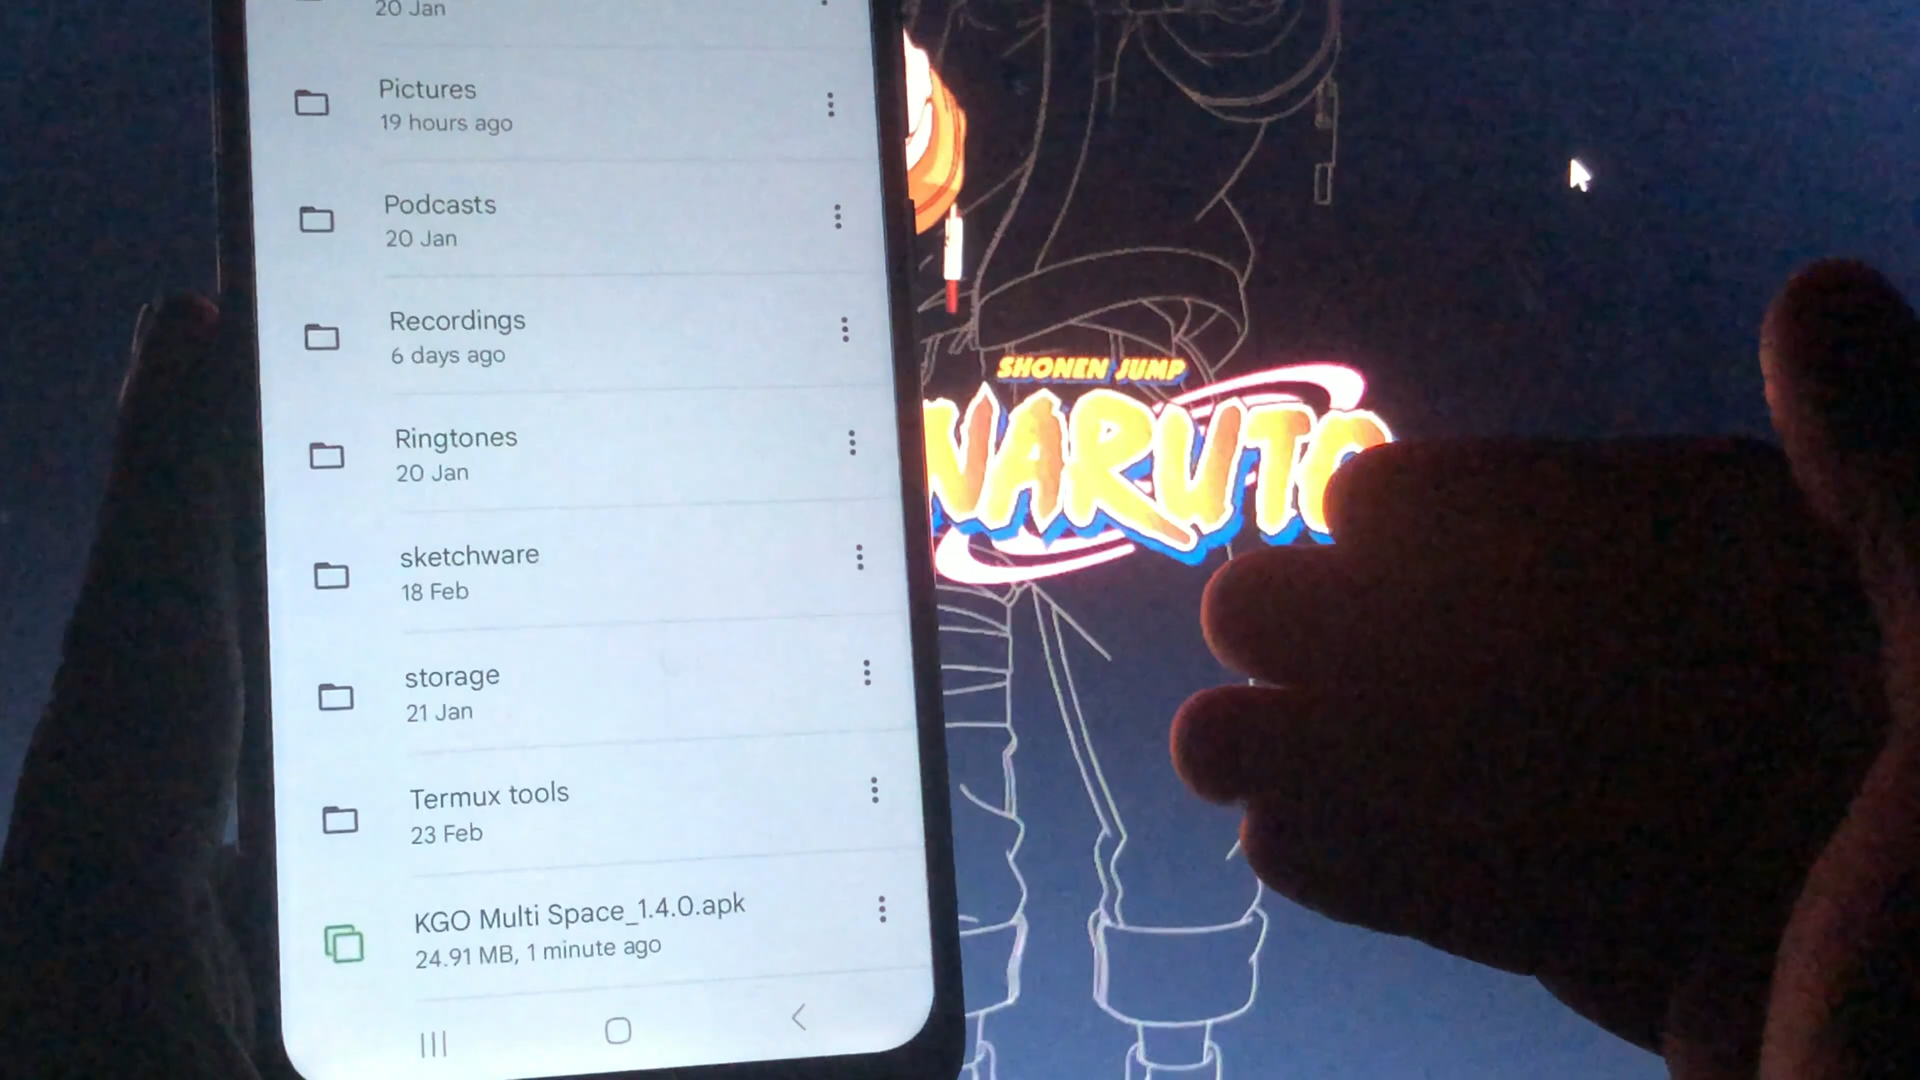 20 Jan
Pictures
19 hours ago
Podcasts
20 Jan
Recordings
6 days ago
Ringtones
20 Jan
sketchware
18 Feb
storage
21 Jan
Termux tools
23 Feb
KGO Multi Space_1.4.0.apk
24.91 MB, 1 minute ago
SHONEN JUMP
NARUTO